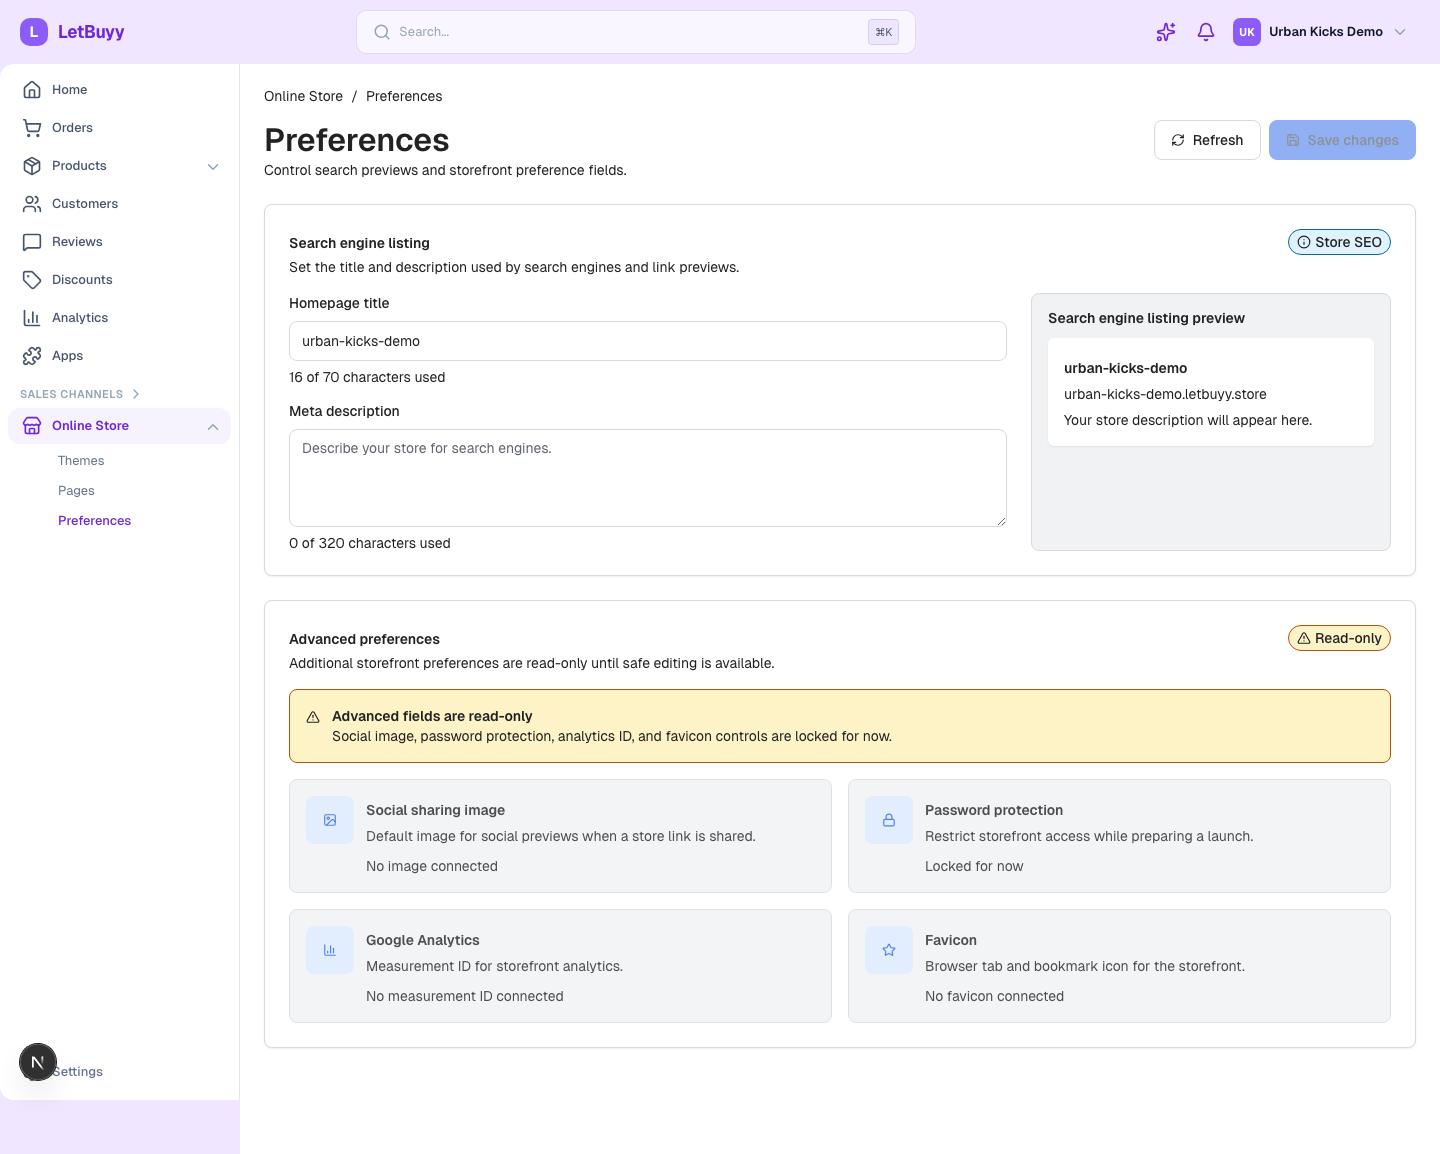 L LetBuyy
Search...
⌘K
UK Urban Kicks Demo
Home
Orders
Products
Customers
Reviews
Discounts
Analytics
Apps
SALES CHANNELS
Online Store
Themes
Pages
Preferences
N
Settings
Online Store / Preferences
Preferences
Control search previews and storefront preference fields.
Refresh
Save changes
Search engine listing
Store SEO
Set the title and description used by search engines and link previews.
Homepage title
urban-kicks-demo
16 of 70 characters used
Meta description
Describe your store for search engines.
0 of 320 characters used
Search engine listing preview
urban-kicks-demo
urban-kicks-demo.letbuyy.store
Your store description will appear here.
Advanced preferences
Read-only
Additional storefront preferences are read-only until safe editing is available.
Advanced fields are read-only
Social image, password protection, analytics ID, and favicon controls are locked for now.
Social sharing image
Default image for social previews when a store link is shared.
No image connected
Password protection
Restrict storefront access while preparing a launch.
Locked for now
Google Analytics
Measurement ID for storefront analytics.
No measurement ID connected
Favicon
Browser tab and bookmark icon for the storefront.
No favicon connected